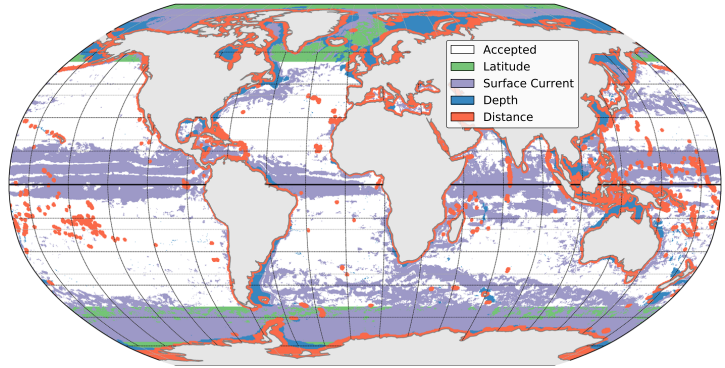 Accepted
Latitude
Surface Current
Depth
Distance